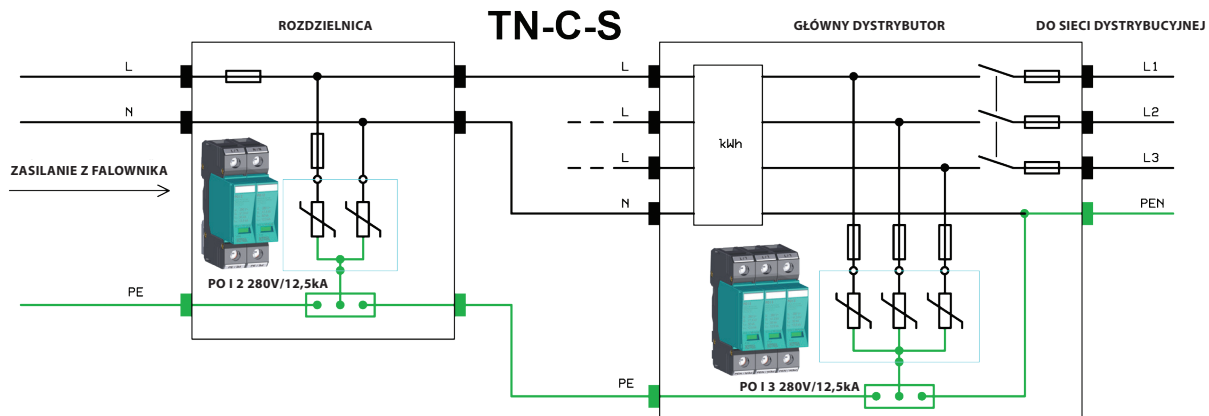 TN-C-S
ROZDZIELNICA
GŁÓWNY DYSTRYBUTOR
DO SIECI DYSTRYBUCYJNEJ
L
L
L1
N
L
L2
kWh
ZASILANIE Z FALOWNIKA
L
L3
N
PEN
PO I 2 280V/12,5kA
PE
PE
PO I 3 280V/12,5kA